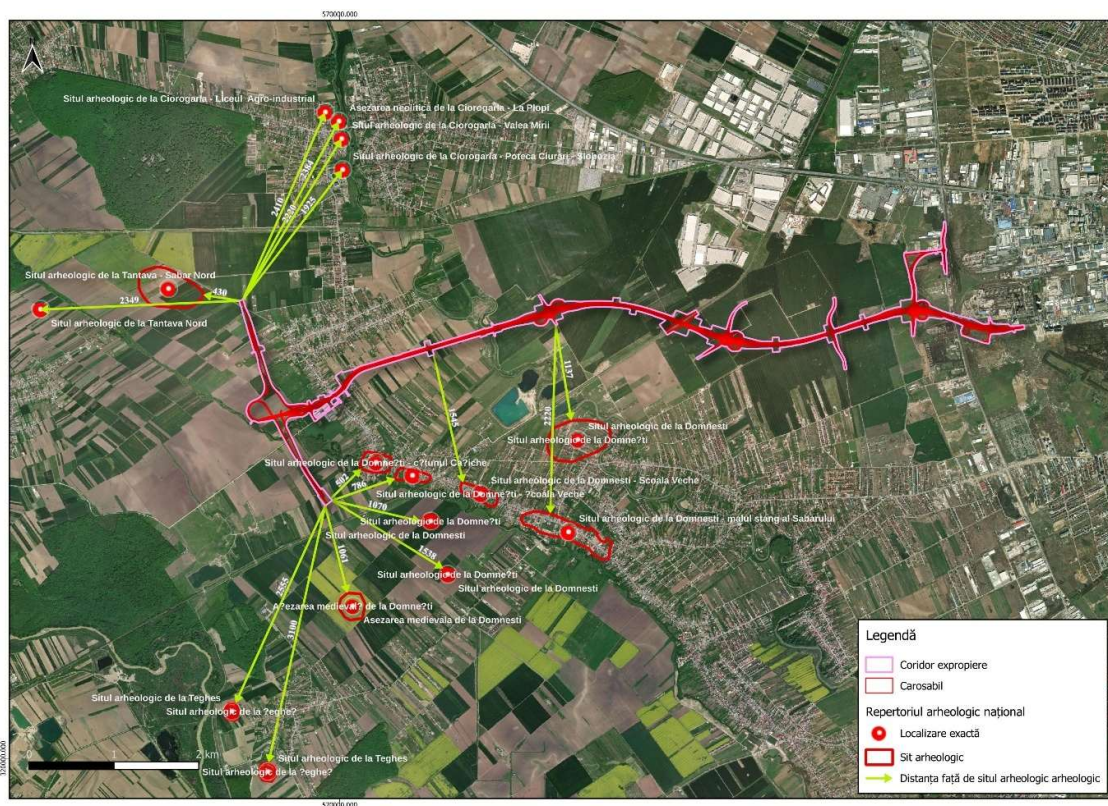 570000.000
Situl arheologic de la Ciorogarla - Liceul Agro-industrial
Asezarea neolitica de la Ciorogarla - La Plopi
Situl arheologic de la Ciorogarla - Valea Mirii
Situl arheologic de la Ciorogarla - Poteca Ciurari - Slobozia
2384
2410
2230
1925
Situl arheologic de la Tantava - Sabar Nord
430
2349
Situl arheologic de la Tantava Nord
1137
1545
2220
Situl arheologic de la Domnesti
Situl arheologic de la Domne?ti
Situl arheologic de la Domne?ti - c?tunul Ca?iche
802
786
Situl arheologic de la Domnesti - Scoala Veche
Situl arheologic de la Domne?ti - ?coala Veche
1070
Situl arheologic de la Domne?ti
Situl arheologic de la Domnesti - malul stang al Sabarului
Situl arheologic de la Domnesti
1538
1061
Situl arheologic de la Domne?ti
Situl arheologic de la Domnesti
2555
A?ezarea medieval? de la Domne?ti
Asezarea medievala de la Domnesti
3100
Situl arheologic de la Teghes
Situl arheologic de la ?eghe?
Situl arheologic de la Teghes
Situl arheologic de la ?eghe?
0 1 2 km
570000.000
Legendă
Coridor expropiere
Carosabil
Repertoriul arheologic național
Localizare exactă
Sit arheologic
Distanța față de situl arheologic arheologic